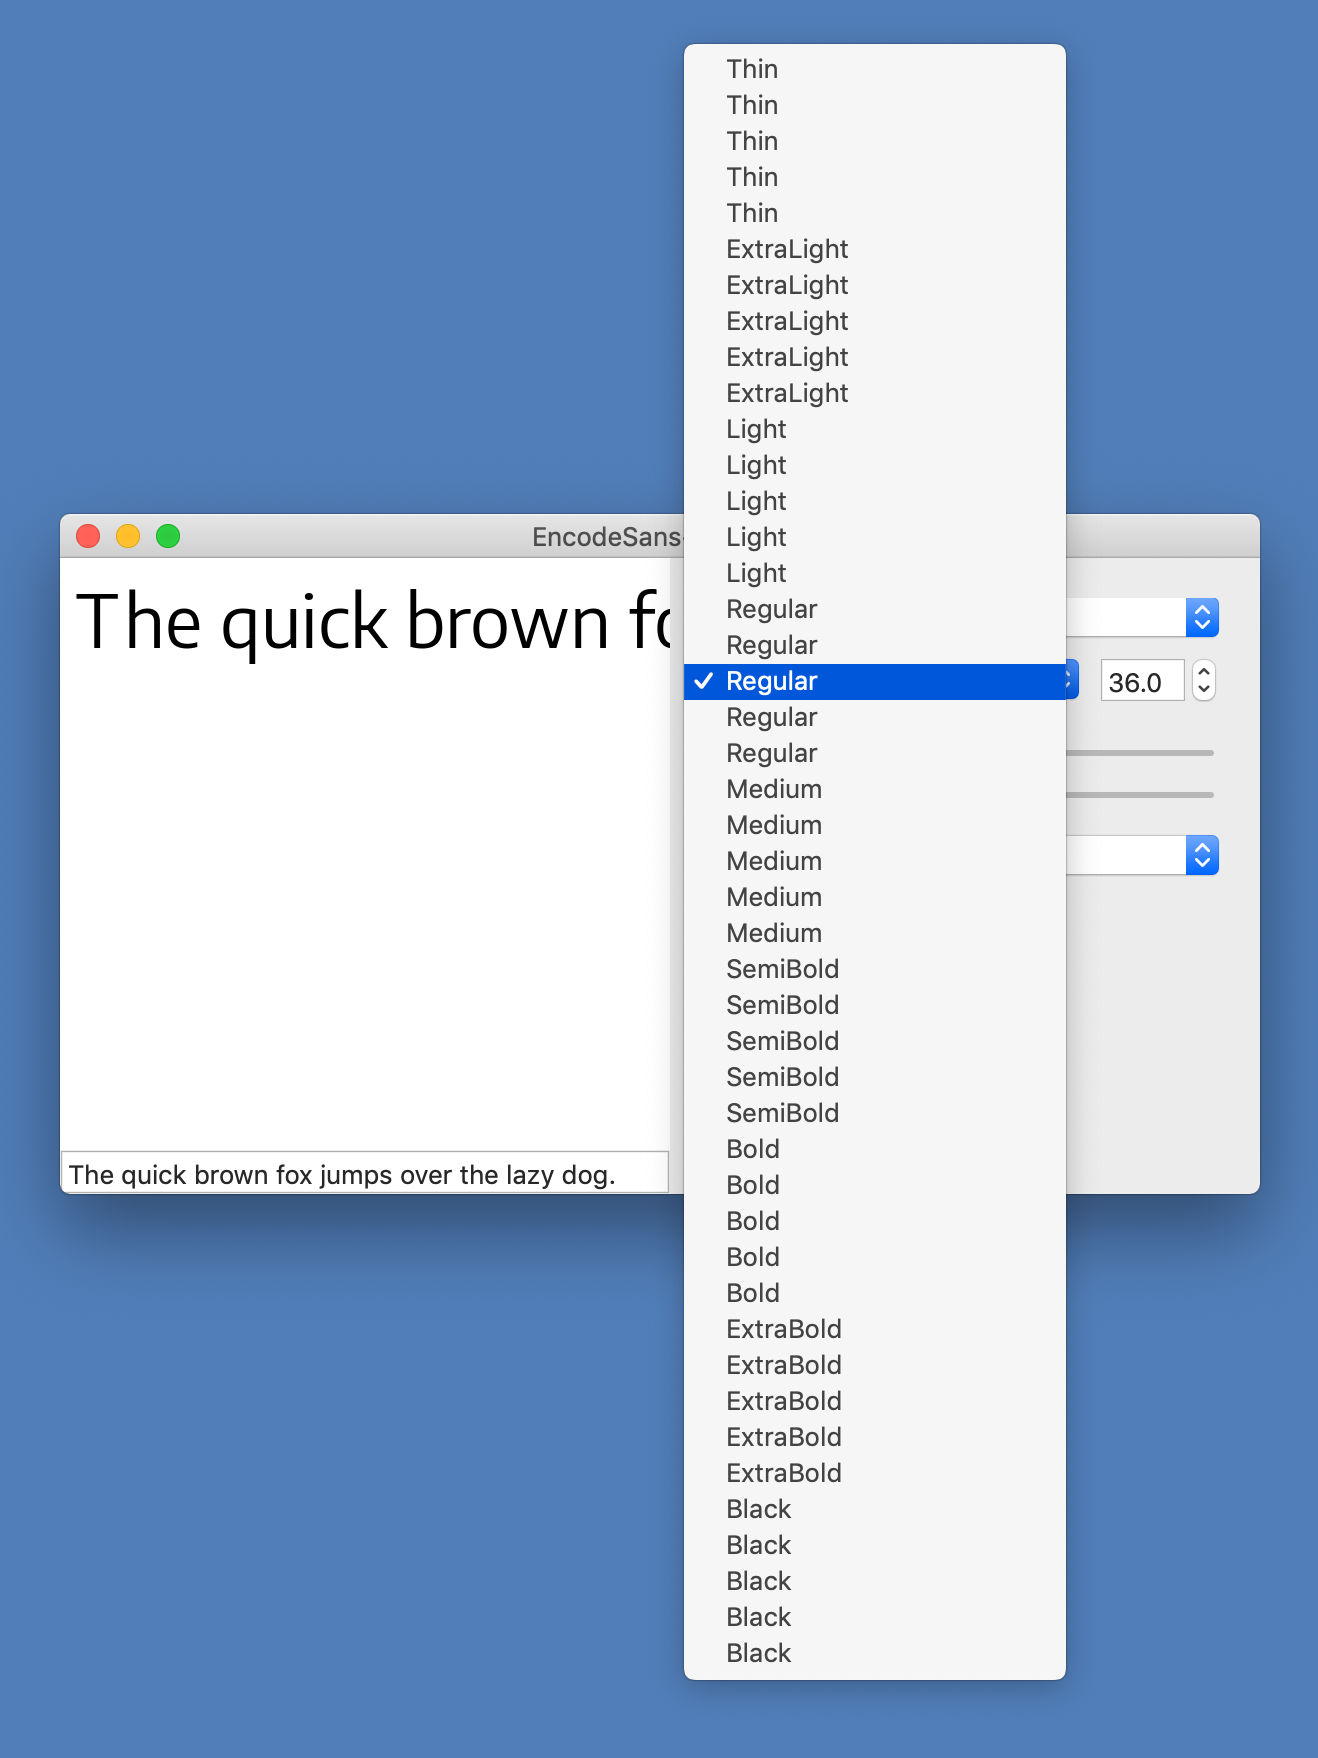 Thin
Thin
Thin
Thin
Thin
ExtraLight
ExtraLight
ExtraLight
ExtraLight
ExtraLight
Light
Light
Light
Light
Light
Regular
Regular
Regular
Regular
Regular
Medium
Medium
Medium
Medium
Medium
SemiBold
SemiBold
SemiBold
SemiBold
SemiBold
Bold
Bold
Bold
Bold
Bold
ExtraBold
ExtraBold
ExtraBold
ExtraBold
ExtraBold
Black
Black
Black
Black
Black
EncodeSans
The quick brown fo
36.0
The quick brown fox jumps over the lazy dog.